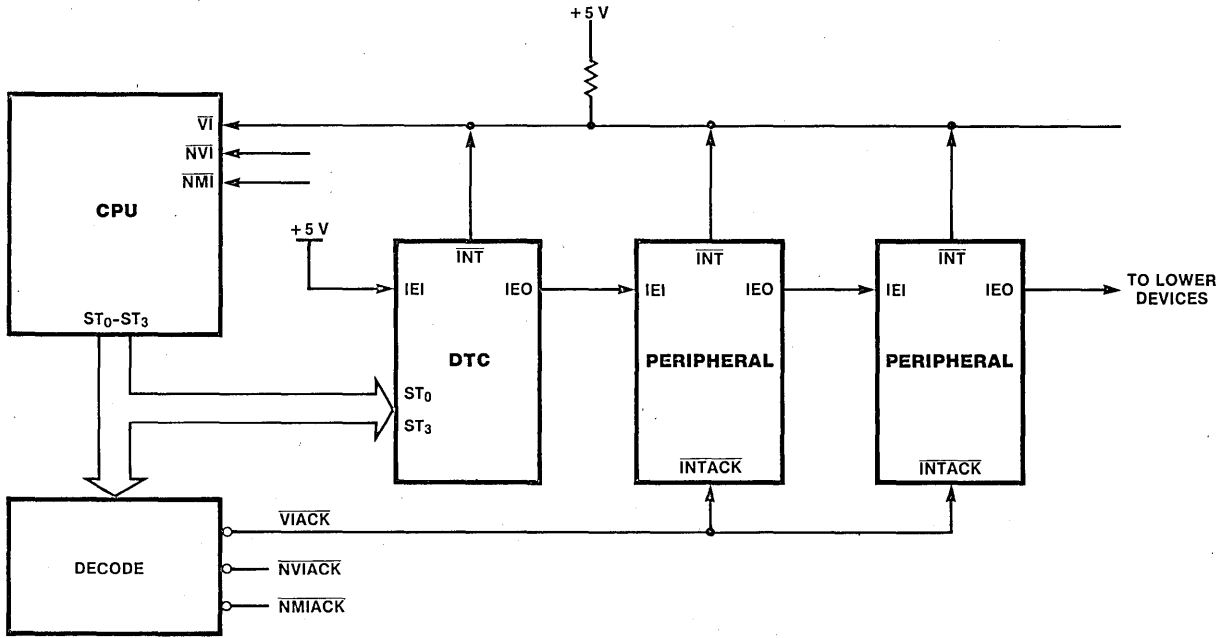 +5 V
VI
NVI
NMI
CPU
+5 V
INT
INT
INT
IEI
IEO
IEI
IEO
IEI
IEO
TO LOWER
DEVICES
ST0-ST3
DTC
PERIPHERAL
PERIPHERAL
ST0
ST3
INTACK
INTACK
VIACK
DECODE
NVIACK
NMIACK